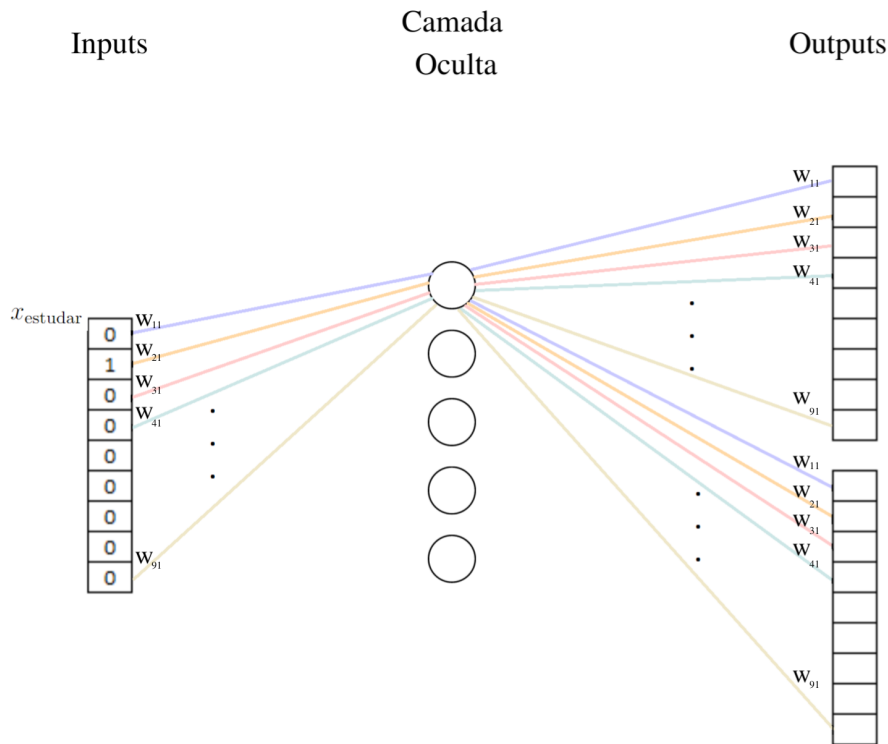 Inputs
Camada
Oculta
Outputs
x_estudar
0
1
0
0
0
0
0
0
0
W₁₁
W₂₁
W₃₁
W₄₁
W₉₁
W₁₁
W₂₁
W₃₁
W₄₁
W₉₁
W₁₁
W₂₁
W₃₁
W₄₁
W₉₁